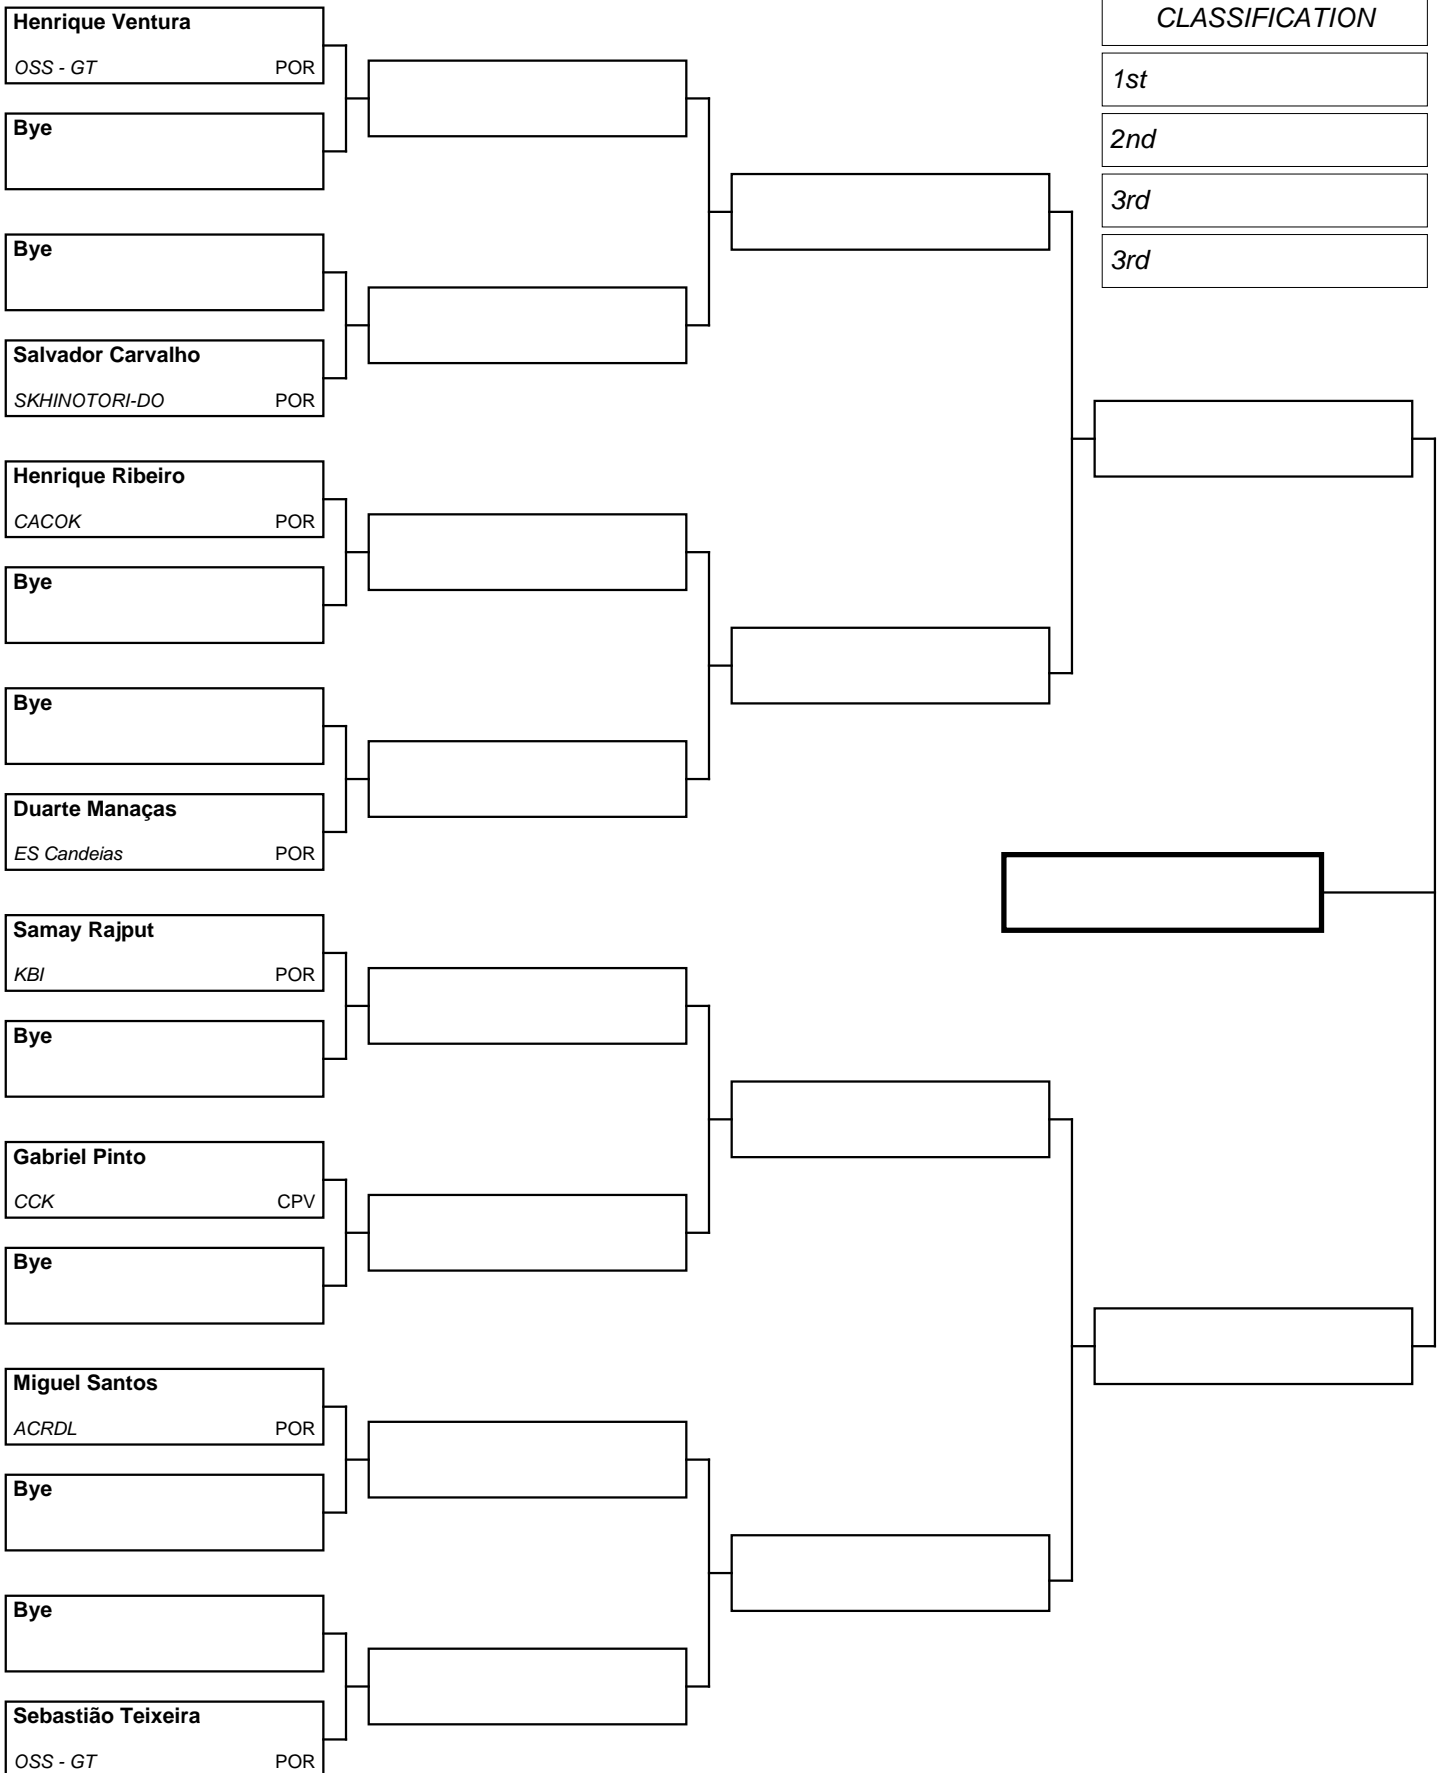 Henrique Ventura
OSS - GT POR
Bye
Bye
Salvador Carvalho
SKHINOTORI-DO POR
Henrique Ribeiro
CACOK POR
Bye
Bye
Duarte Manaças
ES Candeias POR
Samay Rajput
KBI POR
Bye
Gabriel Pinto
CCK CPV
Bye
Miguel Santos
ACRDL POR
Bye
Bye
Sebastião Teixeira
OSS - GT POR
CLASSIFICATION
1st
2nd
3rd
3rd